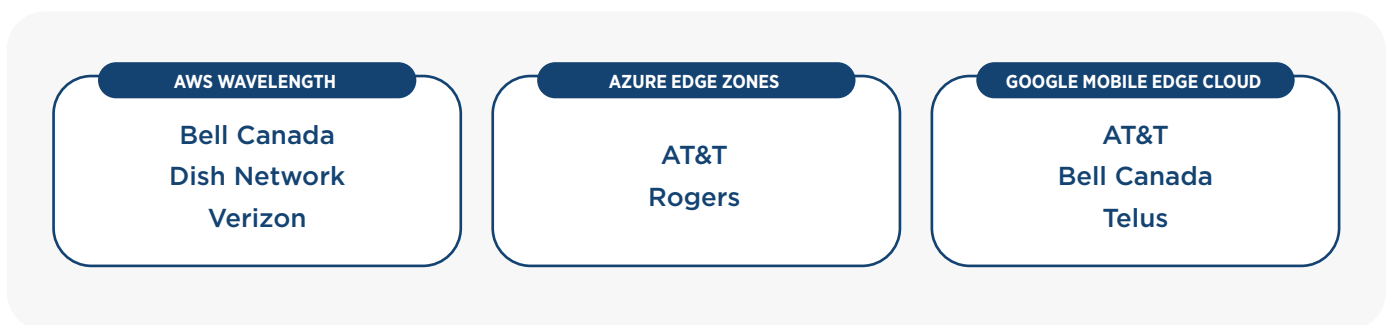 AWS WAVELENGTH
Bell Canada
Dish Network
Verizon
AZURE EDGE ZONES
AT&T
Rogers
GOOGLE MOBILE EDGE CLOUD
AT&T
Bell Canada
Telus